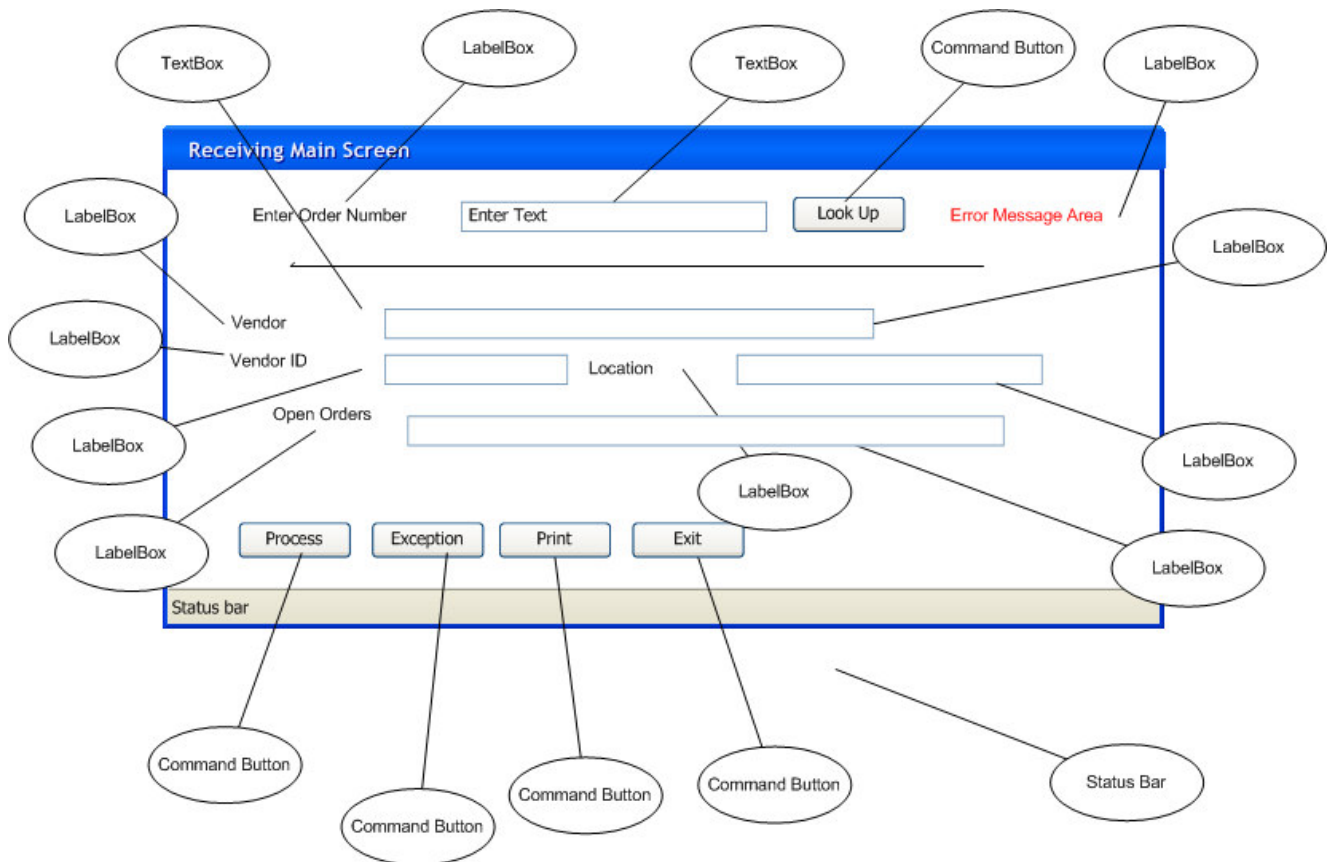 TextBox
LabelBox
TextBox
Command Button
LabelBox
Receiving Main Screen
LabelBox
Enter Order Number
Enter Text
Look Up
Error Message Area
LabelBox
Vendor
LabelBox
Vendor ID
Location
Open Orders
LabelBox
LabelBox
LabelBox
LabelBox
Process
Exception
Print
Exit
LabelBox
Status bar
Command Button
Command Button
Command Button
Command Button
Status Bar